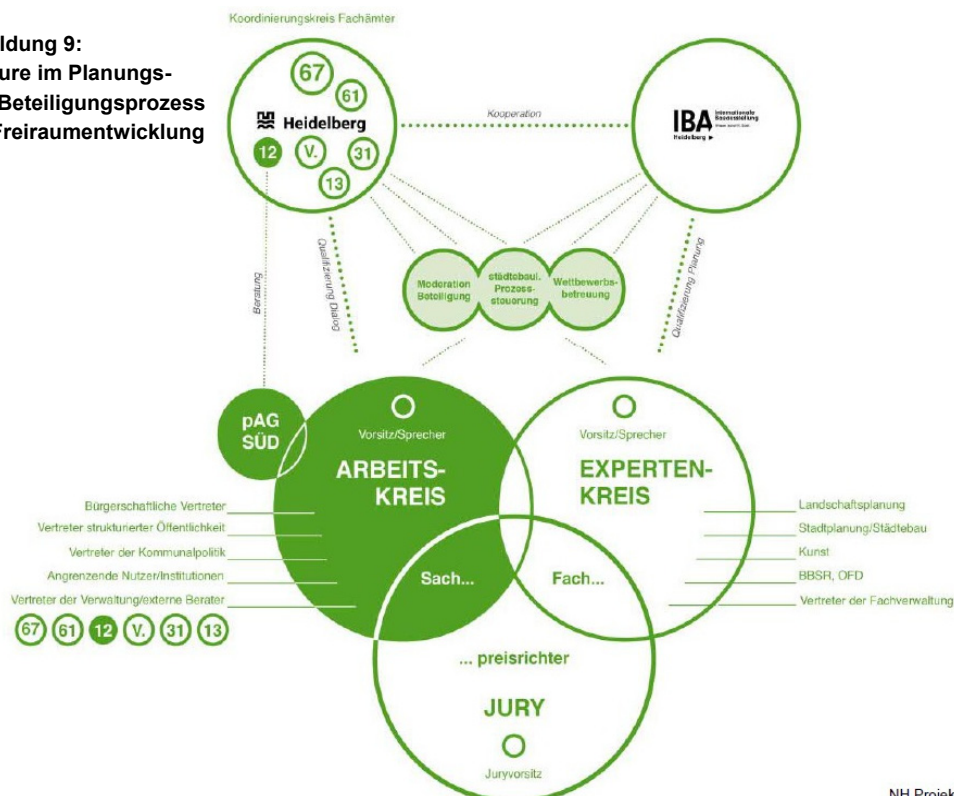 Koordinierungskreis Fachämter
ldung 9:
ure im Planungs-
Beteiligungsprozess
Freiraumentwicklung
67
61
Heidelberg
12
V.
31
13
Kooperation
IBA
Internationale
Bauausstellung
Heidelberg
Beratung
Qualifizierung Dialog
Qualifizierung Planung
Moderation
Beteiligung
städtebaul.
Prozess-
steuerung
Wettbewerbs-
betreuung
pAG
SÜD
Vorsitz/Sprecher
ARBEITS-
KREIS
Vorsitz/Sprecher
EXPERTEN-
KREIS
Bürgerschaftliche Vertreter
Vertreter strukturierter Öffentlichkeit
Vertreter der Kommunalpolitik
Angrenzende Nutzer/Institutionen
Vertreter der Verwaltung/externe Berater
67 61 12 V. 31 13
Landschaftsplanung
Stadtplanung/Städtebau
Kunst
BBSR, OFD
Vertreter der Fachverwaltung
Sach...
Fach...
... preisrichter
JURY
Juryvorsitz
NH Projek